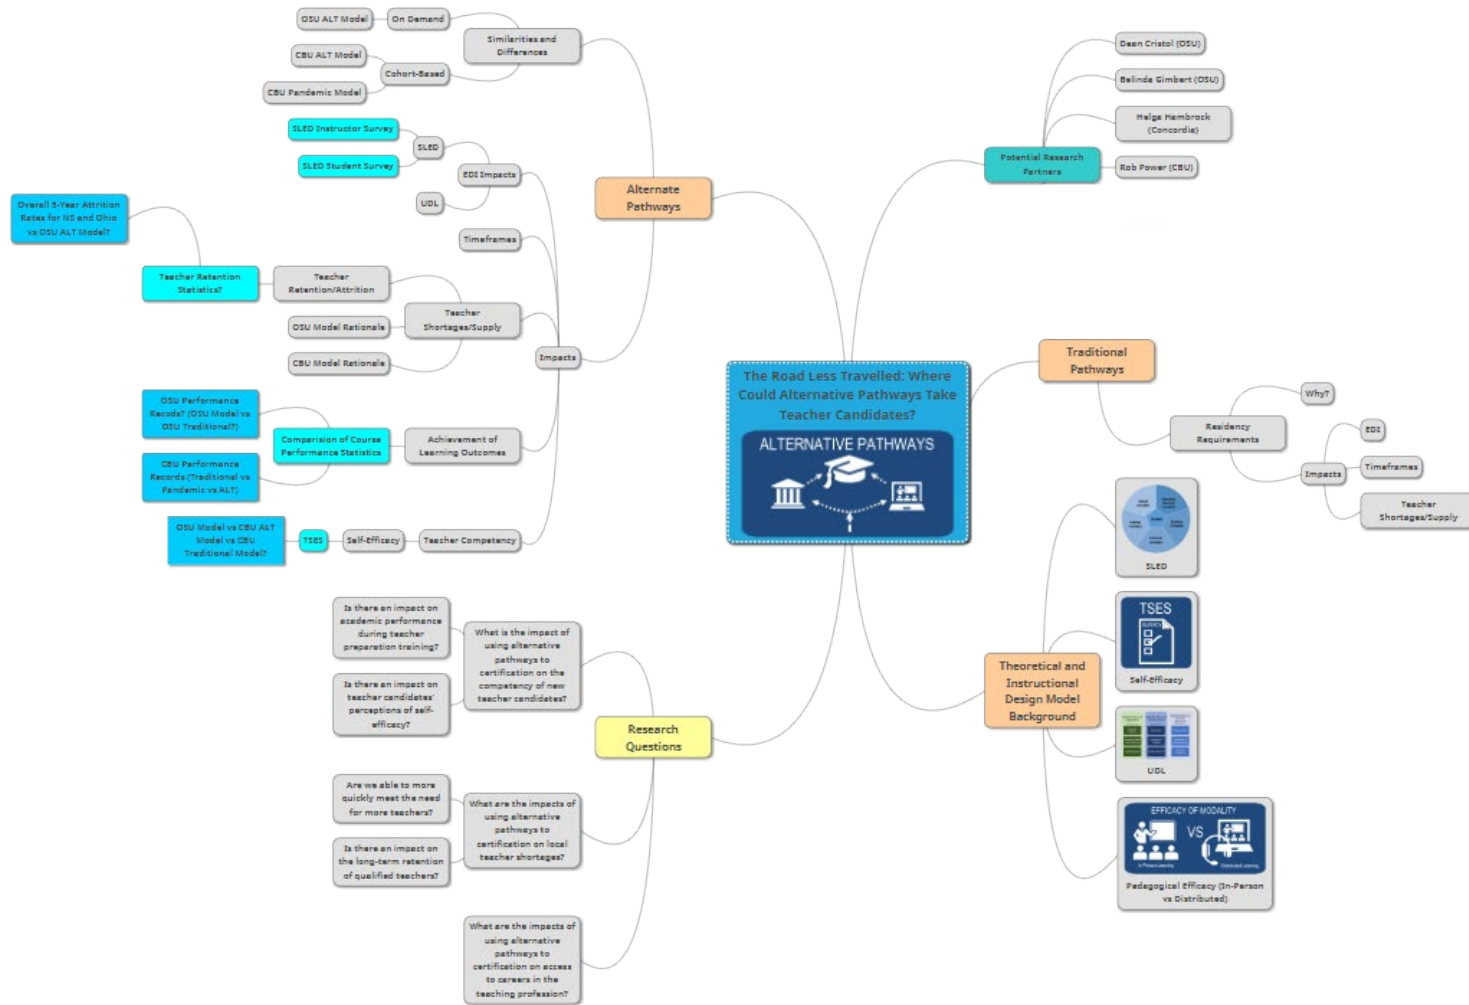 OSU ALT Model
On Demand
Similarities and
Differences
CBU ALT Model
Cohort-Based
CBU Pandemic Model
SLED Instructor Survey
SLED
SLED Student Survey
EDI Impacts
UDL
Alternate
Pathways
Overall 5-Year Attrition
Rates for NS and Ohio
vs OSU ALT Model?
Timeframes
Teacher Retention
Statistics?
Teacher
Retention/Attrition
OSU Model Rationale
Teacher
Shortages/Supply
CBU Model Rationale
Impacts
OSU Performance
Recods? (OSU Model vs
OSU Traditional?)
Comparision of Course
Performance Statistics
Achievement of
Learning Outcomes
CBU Performance
Records (Traditional vs
Pandemic vs ALT)
OSU Model vs CBU ALT
Model vs CBU
Traditional Model?
TSES
Self-Efficacy
Teacher Competency
Is there an impact on
academic performance
during teacher
preparation training?
What is the impact of
using alternative
pathways to
certification on the
competency of new
teacher candidates?
Is there an impact on
teacher candidates'
perceptions of self-
efficacy?
Research
Questions
Are we able to more
quickly meet the need
for more teachers?
What are the impacts of
using alternative
pathways to
certification on local
teacher shortages?
Is there an impact on
the long-term retention
of qualified teachers?
What are the impacts of
using alternative
pathways to
certification on access
to careers in the
teaching profession?
The Road Less Travelled: Where
Could Alternative Pathways Take
Teacher Candidates?
ALTERNATIVE PATHWAYS
Potential Research
Partners
Dean Cristol (OSU)
Belinda Gimbert (OSU)
Helga Hambrock
(Concordia)
Rob Power (CBU)
Traditional
Pathways
Residency
Requirements
Why?
Impacts
EDI
Timeframes
Teacher
Shortages/Supply
Theoretical and
Instructional
Design Model
Background
SLED
TSES
Self-Efficacy
UDL
EFFICACY OF MODALITY
VS
In-Person Learning
Distributed Learning
Pedagogical Efficacy (In-Person
vs Distributed)